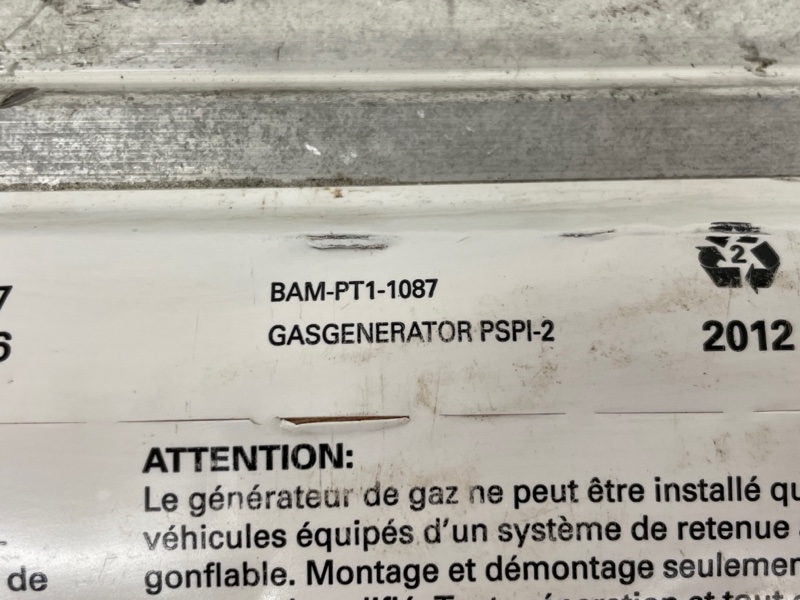 2
7
BAM-PT1-1087
6
GASGENERATOR PSPI-2
2012
ATTENTION:
Le générateur de gaz ne peut être installé
véhicules équipés d'un système de retenue
de
gonflable. Montage et démontage